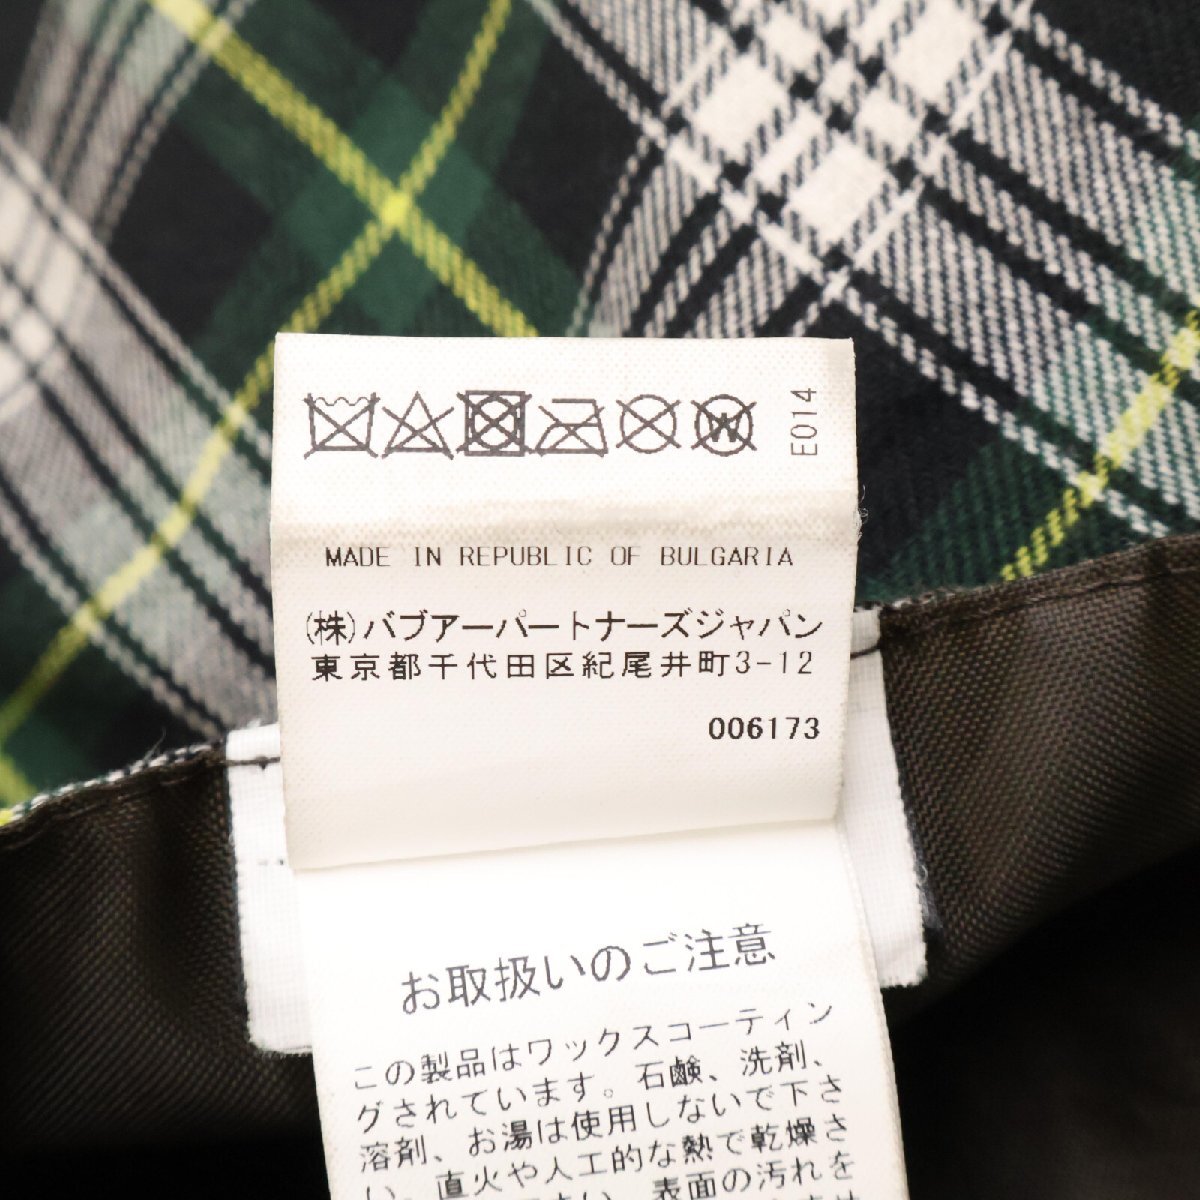 W
E014
MADE IN REPUBLIC OF BULGARIA
(株)バブアーパートナーズジャパン
東京都千代田区紀尾井町3-12
006173
お取扱いのご注意
この製品はワックスコーティン
グされています。石鹸、洗剤、
溶剤、お湯は使用しないで下さ
い。直火や人工的な熱で乾燥さ
表面の汚れを